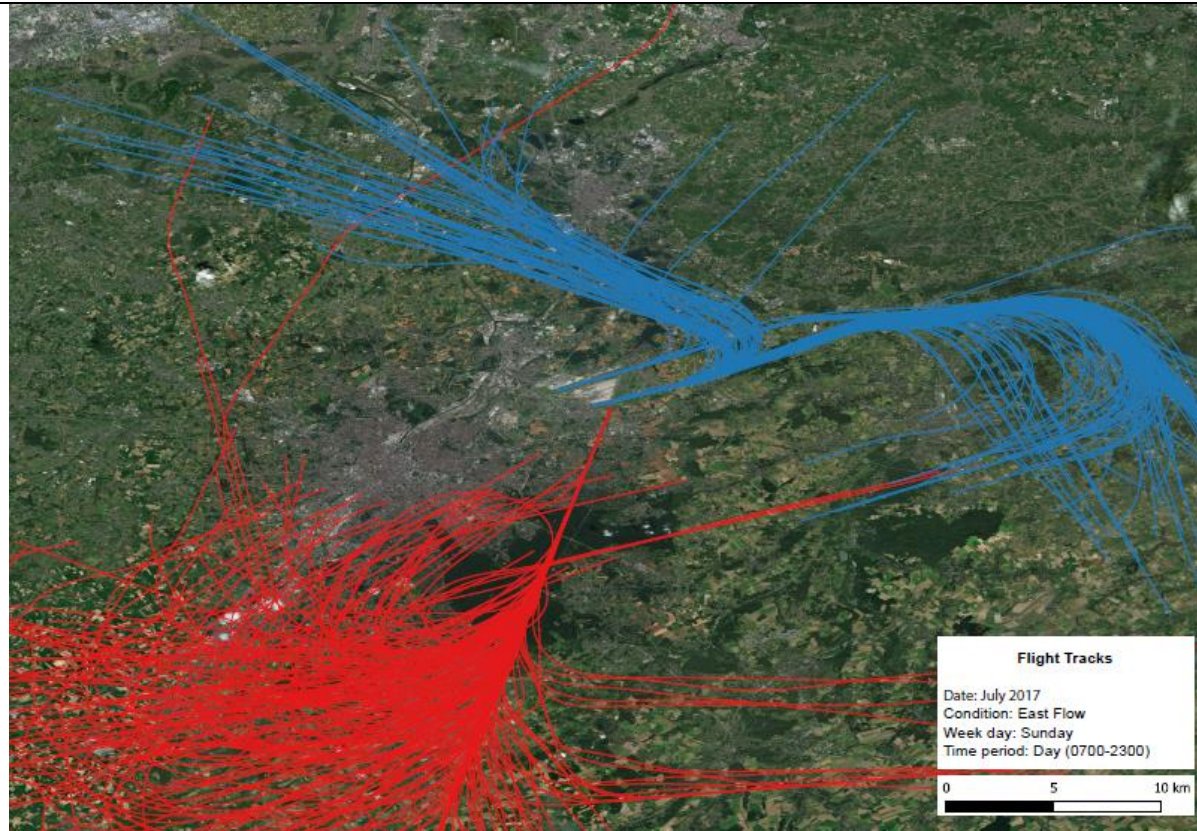 Flight Tracks
Date: July 2017
Condition: East Flow
Week day: Sunday
Time period: Day (0700-2300)
0 5 10 km